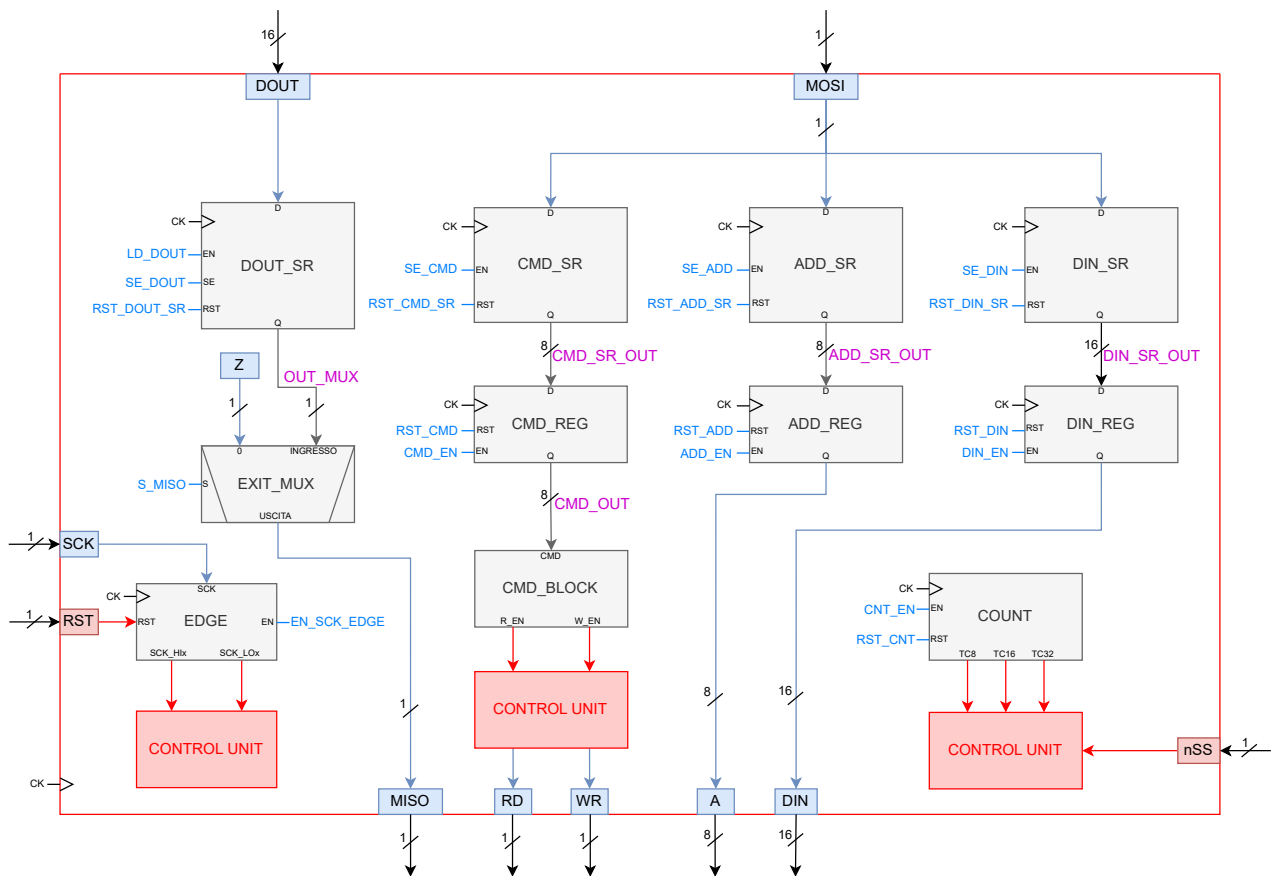 16
1
DOUT
MOSI
1
D
CK
LD_DOUT
EN
DOUT_SR
SE_DOUT
SE
RST_DOUT_SR
RST
Q
D
CK
SE_CMD
EN
CMD_SR
RST_CMD_SR
RST
Q
D
CK
SE_ADD
EN
ADD_SR
RST_ADD_SR
RST
Q
D
CK
SE_DIN
EN
DIN_SR
RST_DIN_SR
RST
Q
8
CMD_SR_OUT
8
ADD_SR_OUT
16
DIN_SR_OUT
Z
OUT_MUX
1
1
D
CK
CMD_REG
RST_CMD
RST
CMD_EN
EN
Q
D
CK
ADD_REG
RST_ADD
RST
ADD_EN
EN
Q
D
CK
DIN_REG
RST_DIN
RST
DIN_EN
EN
Q
0
INGRESSO
S_MISO
S
EXIT_MUX
USCITA
8
CMD_OUT
1
SCK
CMD
CMD_BLOCK
R_EN
W_EN
SCK
CK
1
RST
RST
EDGE
EN
EN_SCK_EDGE
SCK_HIx
SCK_LOx
CK
CNT_EN
EN
COUNT
RST_CNT
RST
TC8
TC16
TC32
CONTROL UNIT
CONTROL UNIT
CONTROL UNIT
1
8
16
nSS
1
CK
MISO
RD
WR
A
DIN
1
1
1
8
16